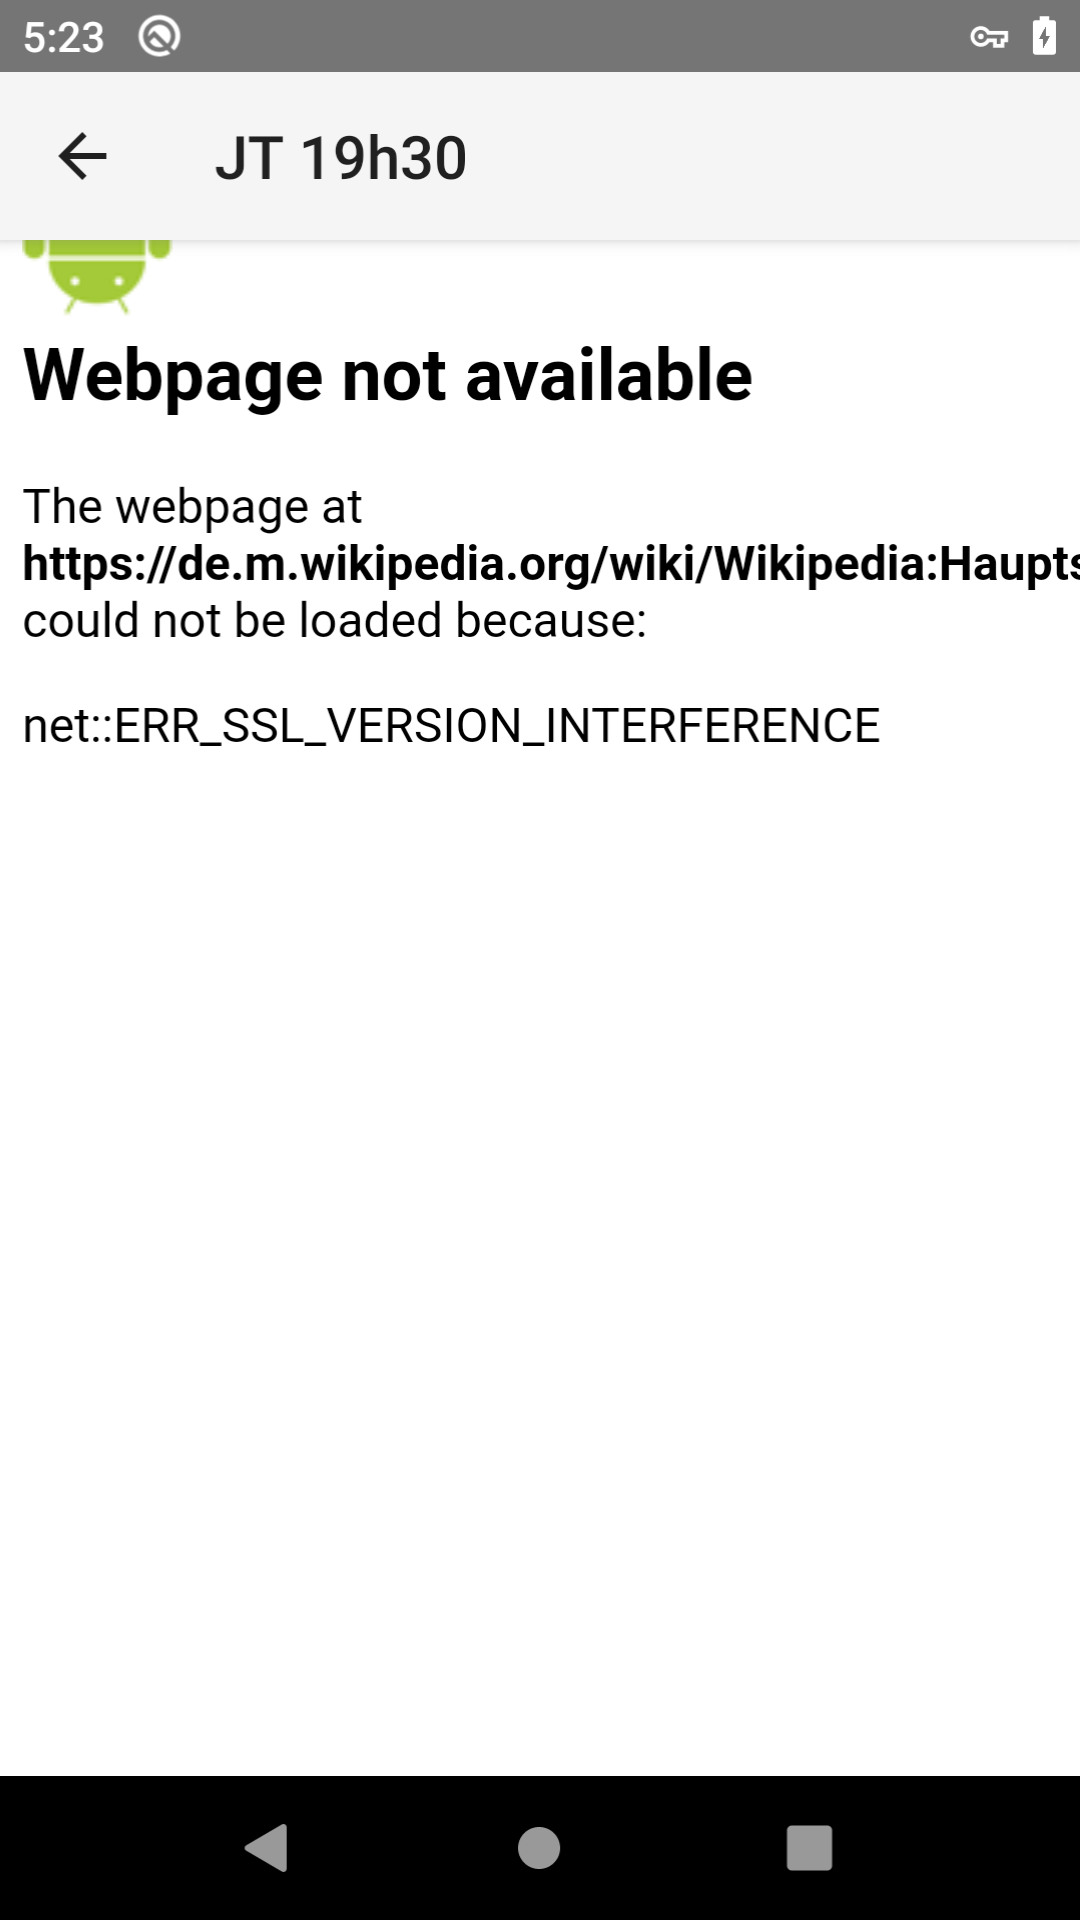 5:23
JT 19h30
Webpage not available
The webpage at
https://de.m.wikipedia.org/wiki/Wikipedia:Haupts
could not be loaded because:
net::ERR_SSL_VERSION_INTERFERENCE